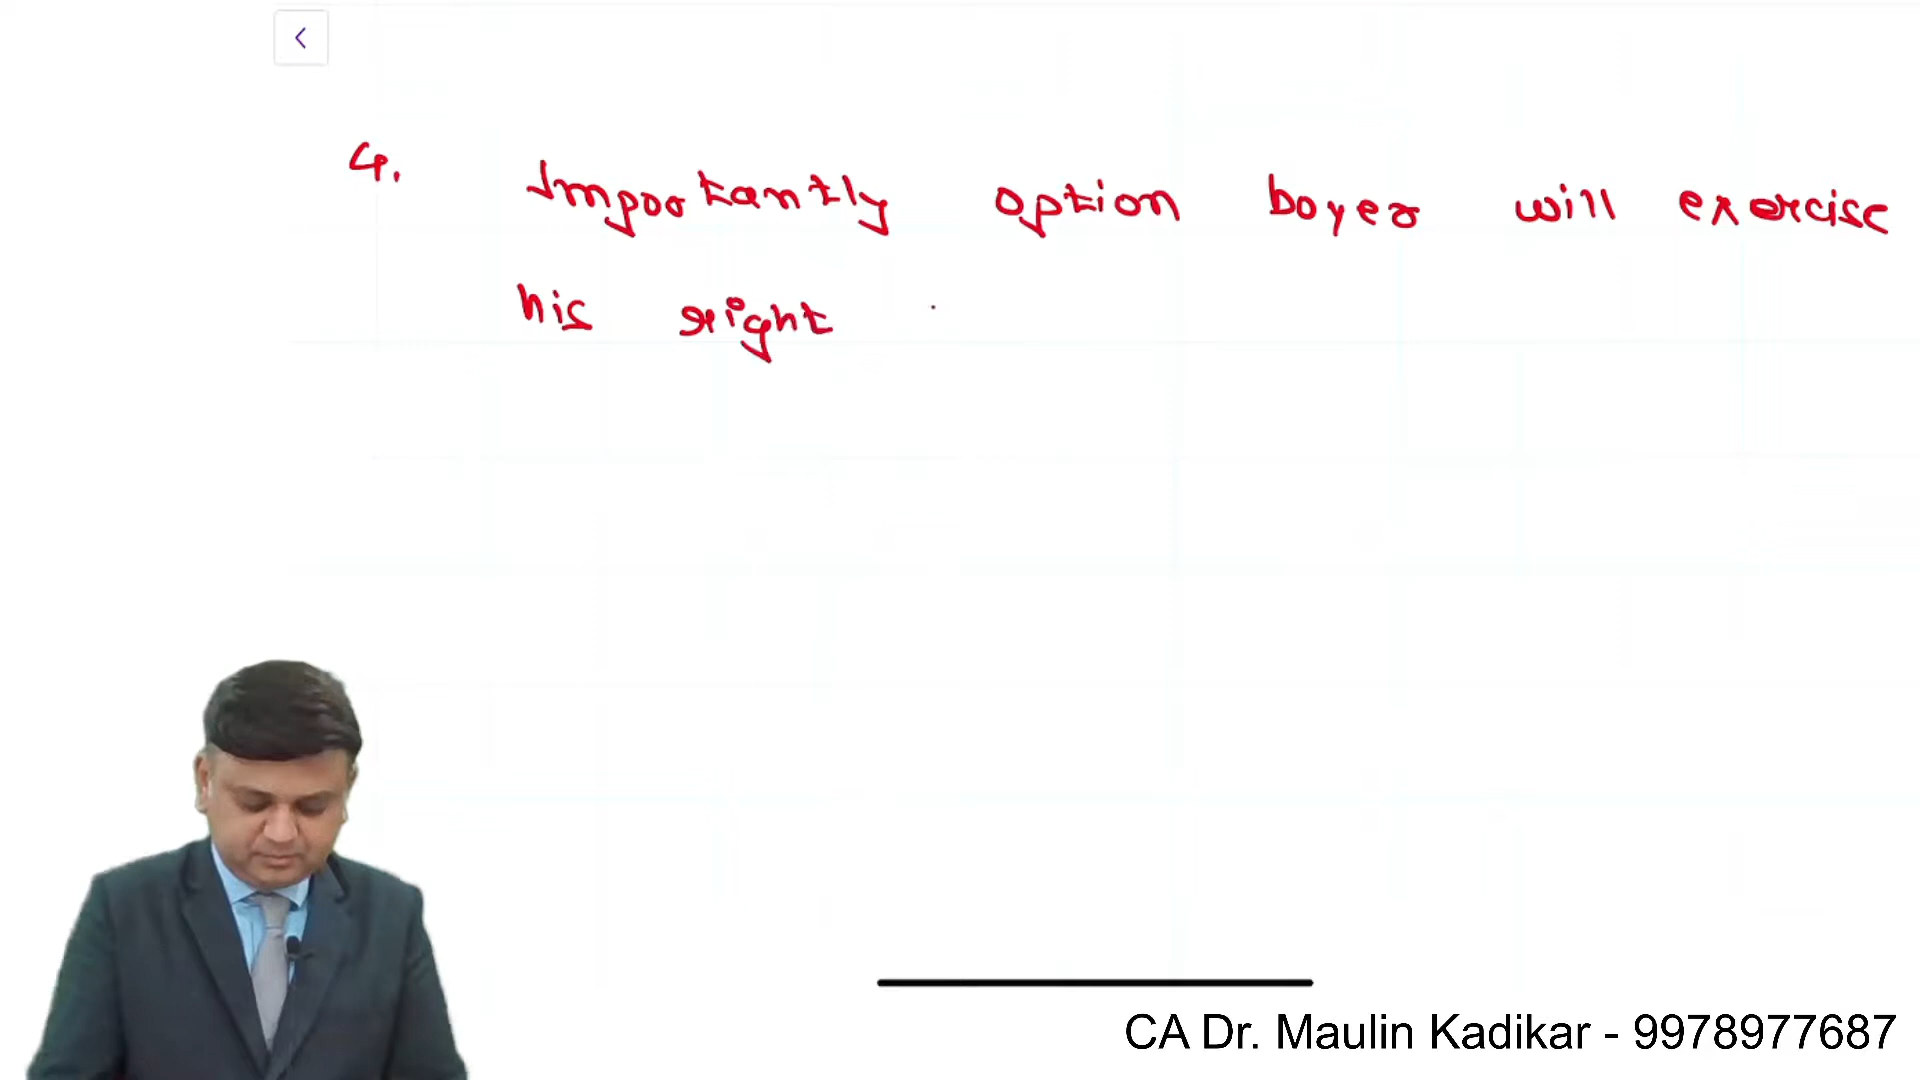 4. Importantly option buyer will exercise
his right
CA Dr. Maulin Kadikar - 9978977687